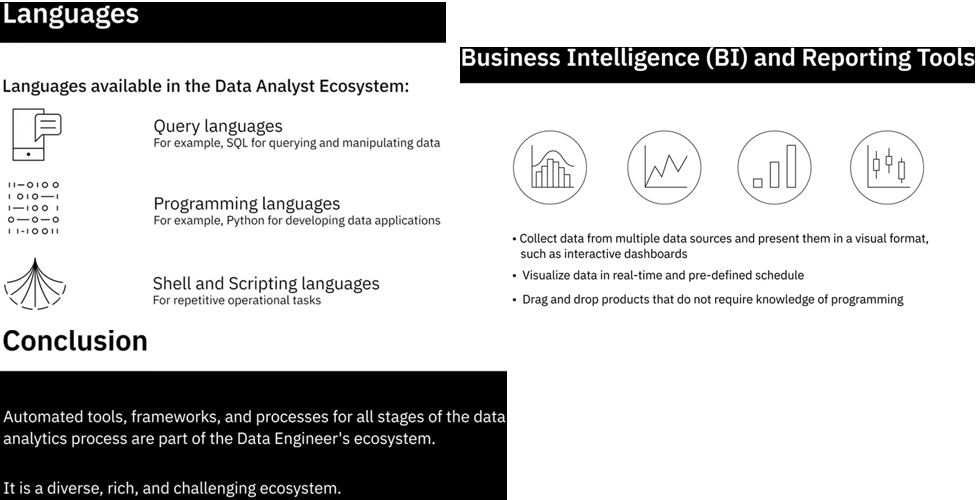 Languages
Languages available in the Data Analyst Ecosystem:
Query languages
For example, SQL for querying and manipulating data
Programming languages
For example, Python for developing data applications
Shell and Scripting languages
For repetitive operational tasks
Business Intelligence (BI) and Reporting Tools
• Collect data from multiple data sources and present them in a visual format,
such as interactive dashboards
• Visualize data in real-time and pre-defined schedule
• Drag and drop products that do not require knowledge of programming
Conclusion
Automated tools, frameworks, and processes for all stages of the data
analytics process are part of the Data Engineer's ecosystem.
It is a diverse, rich, and challenging ecosystem.